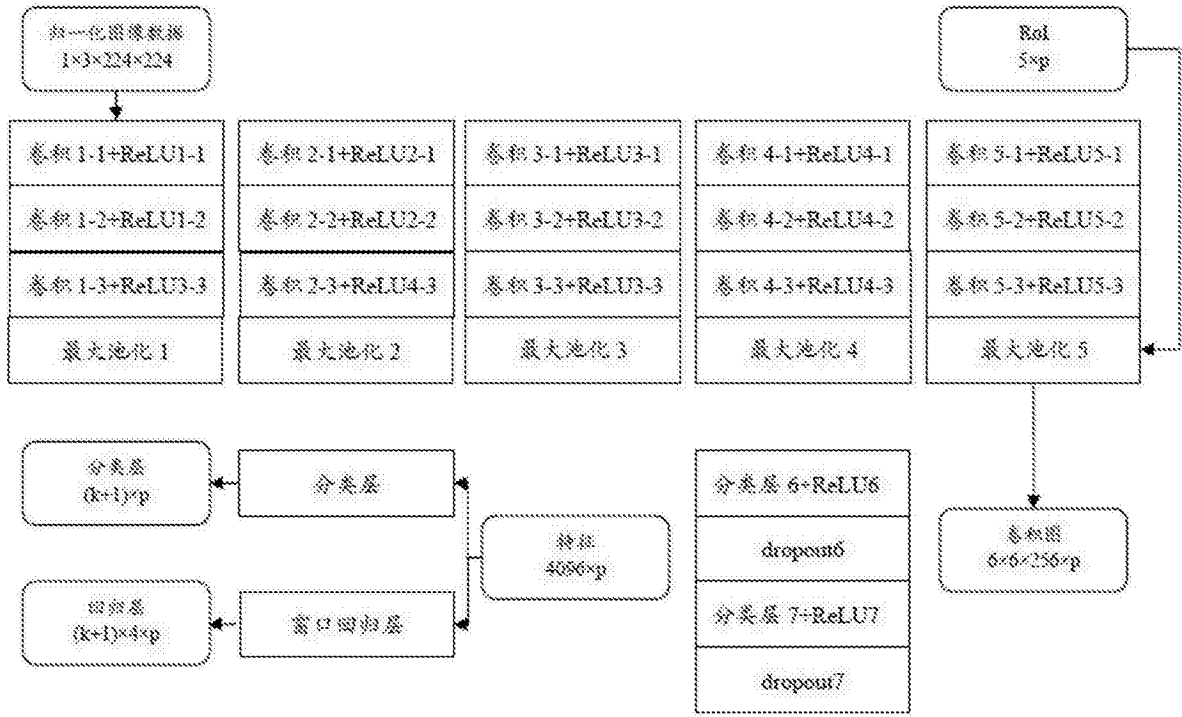 归一化图像数据
1×3×224×224
RoI
5×p
卷积 1-1+ReLU1-1
卷积 2-1+ReLU2-1
卷积 3-1+ReLU3-1
卷积 4-1+ReLU4-1
卷积 5-1+ReLU5-1
卷积 1-2+ReLU1-2
卷积 2-2+ReLU2-2
卷积 3-2+ReLU3-2
卷积 4-2+ReLU4-2
卷积 5-2+ReLU5-2
卷积 1-3+ReLU3-3
卷积 2-3+ReLU4-3
卷积 3-3+ReLU3-3
卷积 4-3+ReLU4-3
卷积 5-3+ReLU5-3
最大池化 1
最大池化 2
最大池化 3
最大池化 4
最大池化 5
分类层
(k+1)×p
分类层
特征
4096×p
回归层
(k+1)×4×p
窗口回归层
分类层 6+ReLU6
dropout6
分类层 7+ReLU7
dropout7
卷积图
6×6×256×p